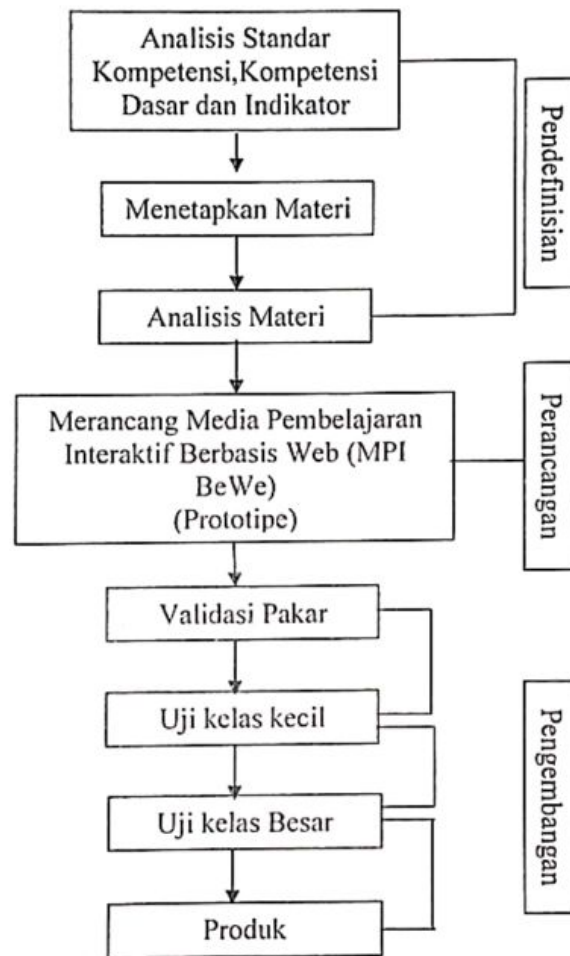 Analisis Standar
Kompetensi,Kompetensi
Dasar dan Indikator
Menetapkan Materi
Analisis Materi
Pendefinisian
Merancang Media Pembelajaran
Interaktif Berbasis Web (MPI
BeWe)
(Prototipe)
Perancangan
Validasi Pakar
Uji kelas kecil
Uji kelas Besar
Produk
Pengembangan